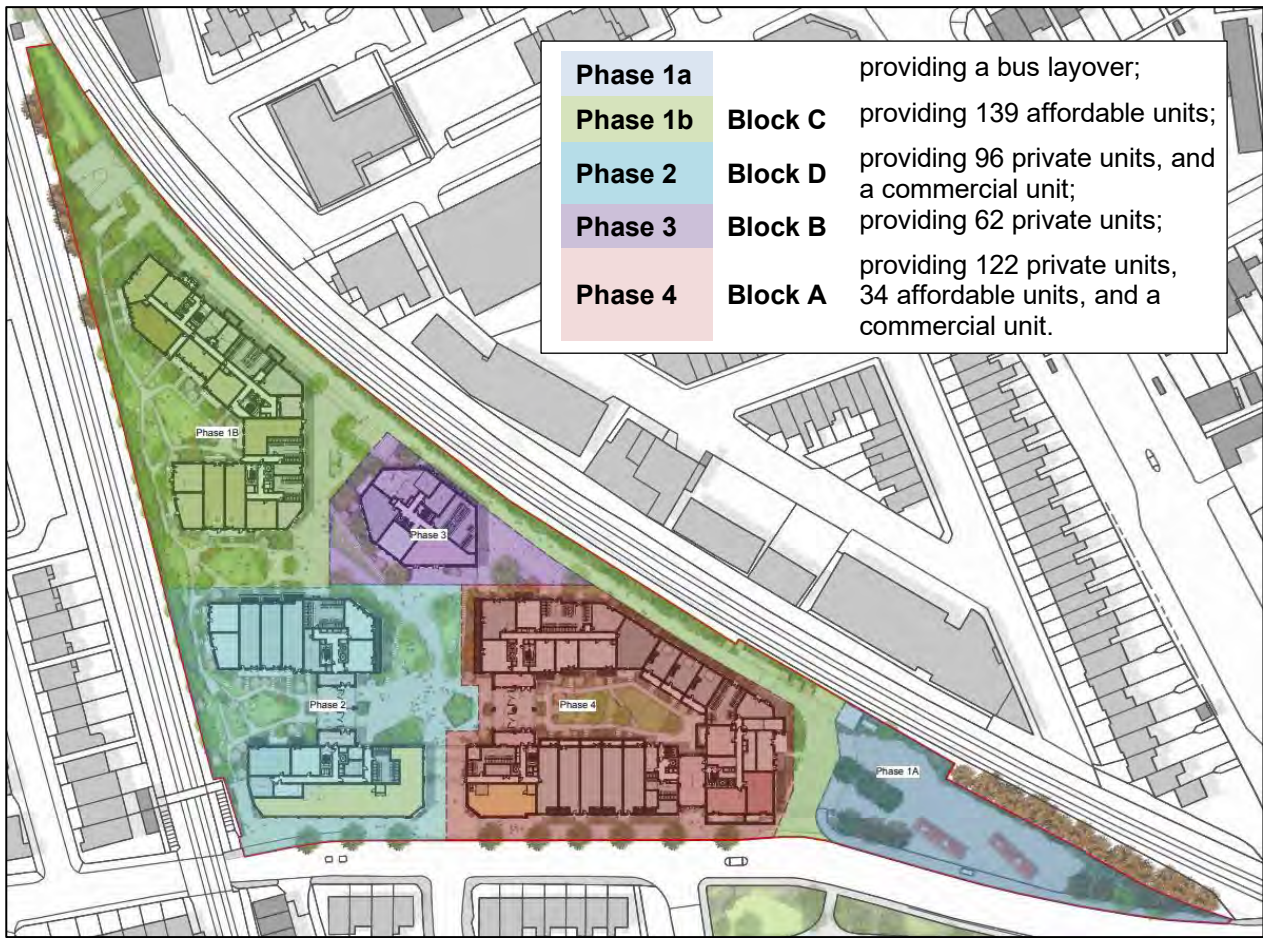 Phase 1a providing a bus layover;
Phase 1b Block C providing 139 affordable units;
Phase 2 Block D providing 96 private units, and
a commercial unit;
Phase 3 Block B providing 62 private units;
Phase 4 Block A providing 122 private units,
34 affordable units, and a
commercial unit.
Phase 1B
Phase 3
Phase 2
Phase 4
Phase 1A